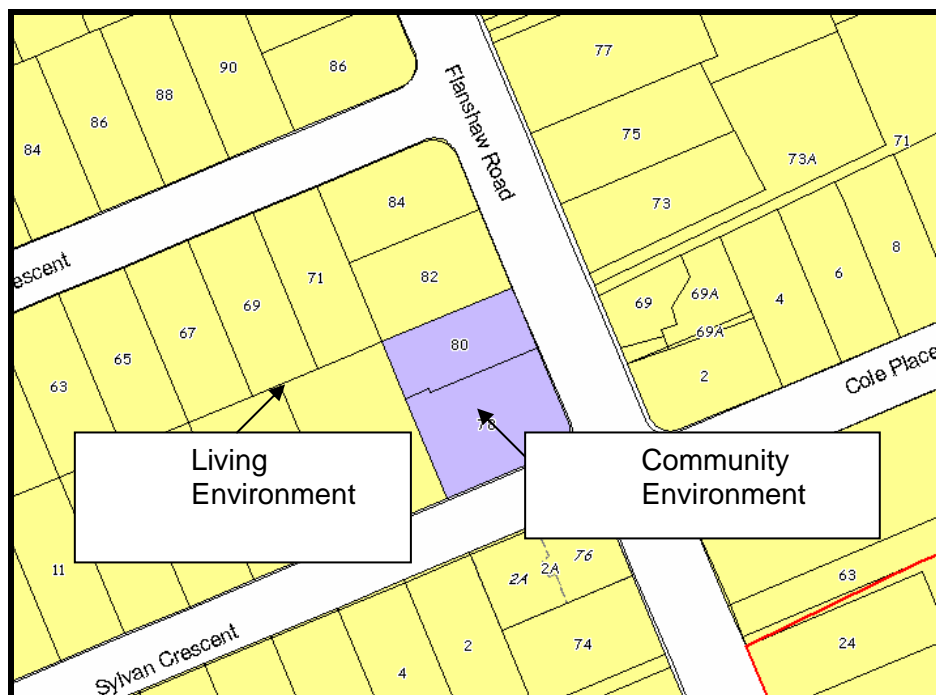 77
90
86
88
86
84
Flanshaw Road
75
71
73A
73
84
8
82
6
71
69
69A
4
69
67
69A
65
80
2
63
Cole Place
Living
Environment
Community
Environment
11
76
2A
2A
63
2
74
24
4
Sylvan Crescent
escent